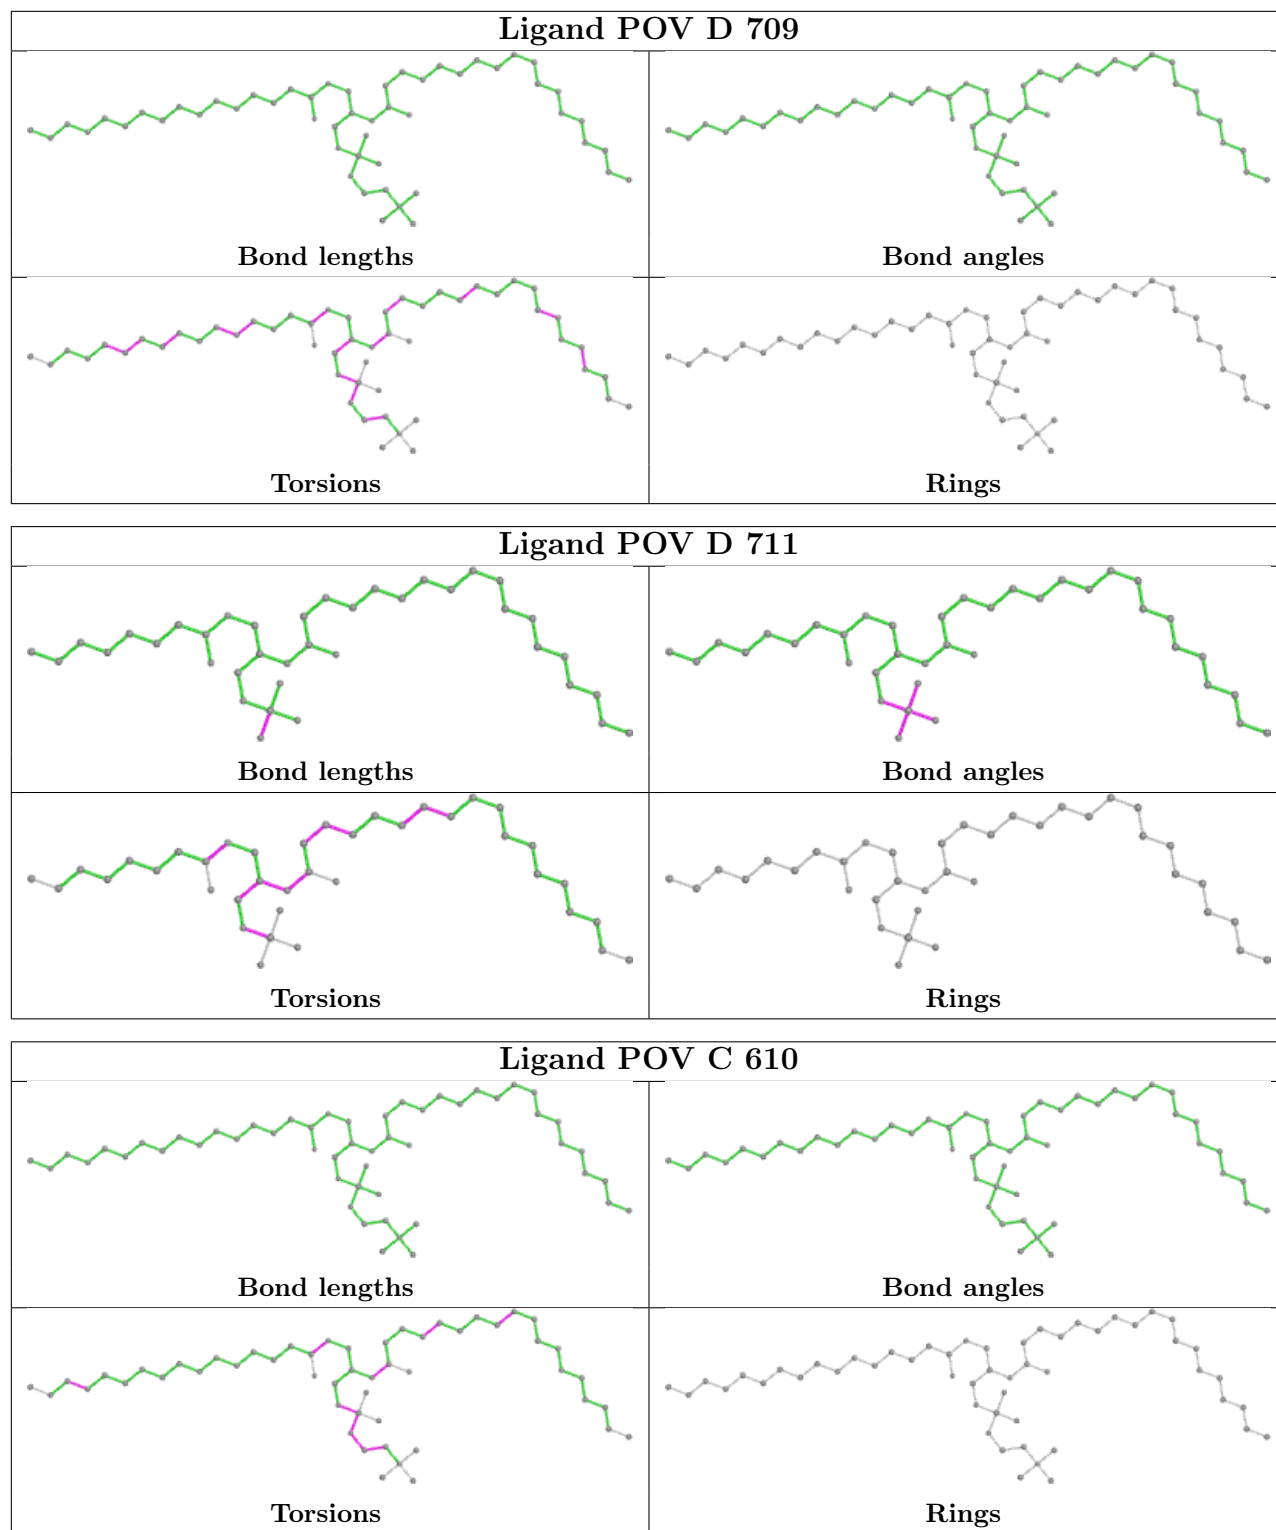 Ligand POV D 709
Bond lengths
Bond angles
Torsions
Rings
Ligand POV D 711
Bond lengths
Bond angles
Torsions
Rings
Ligand POV C 610
Bond lengths
Bond angles
Torsions
Rings